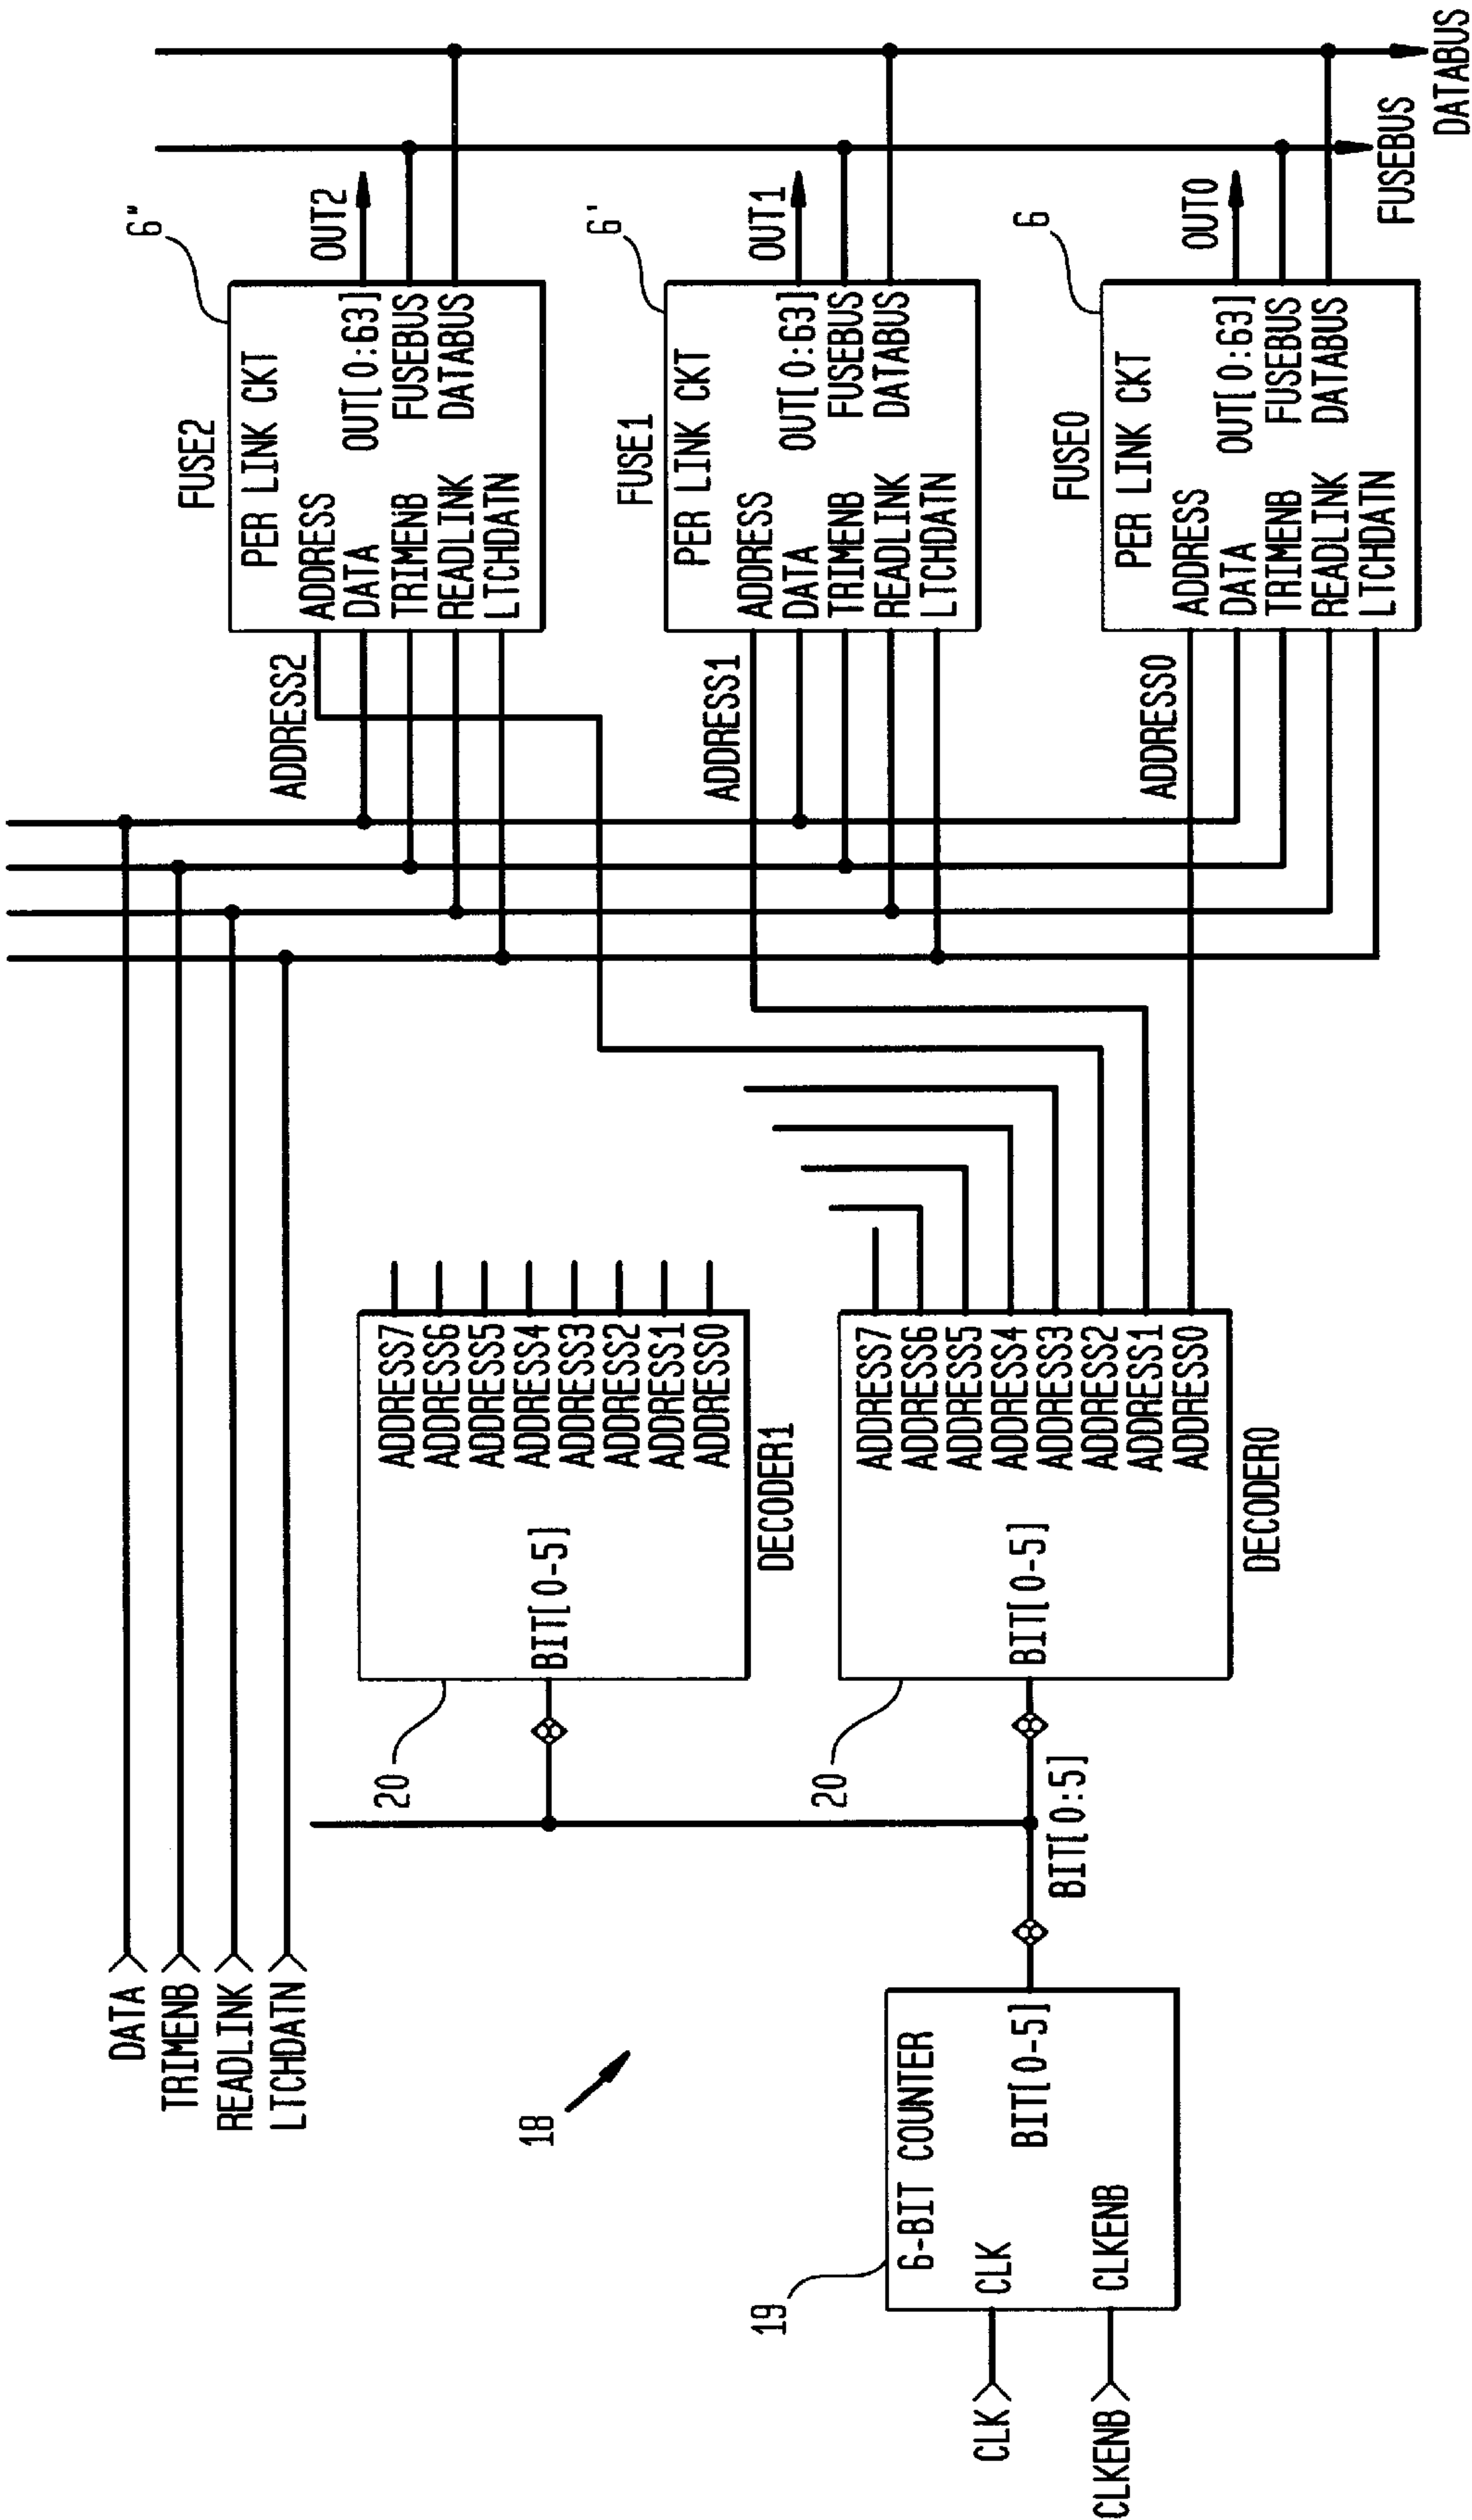 DATA
TRIMENB
READLINK
LTCHDATN
18
19
6-BIT COUNTER
CLK
CLKENB
BIT[0-5]
CLK
CLKENB
BIT[0:5]
20
BIT[0-5]
ADDRESS7
ADDRESS6
ADDRESS5
ADDRESS4
ADDRESS3
ADDRESS2
ADDRESS1
ADDRESS0
DECODER1
20
BIT[0-5]
ADDRESS7
ADDRESS6
ADDRESS5
ADDRESS4
ADDRESS3
ADDRESS2
ADDRESS1
ADDRESS0
DECODER0
ADDRESS2
FUSE2
6"
PER LINK CKT
ADDRESS
DATA OUT[0:63]
TRIMENB FUSEBUS
READLINK DATABUS
LTCHDATN
OUT2
ADDRESS1
FUSE1
6'
PER LINK CKT
ADDRESS
DATA OUT[0:63]
TRIMENB FUSEBUS
READLINK DATABUS
LTCHDATN
OUT1
ADDRESS0
FUSE0
6
PER LINK CKT
ADDRESS
DATA OUT[0:63]
TRIMENB FUSEBUS
READLINK DATABUS
LTCHDATN
OUT0
FUSEBUS
DATABUS